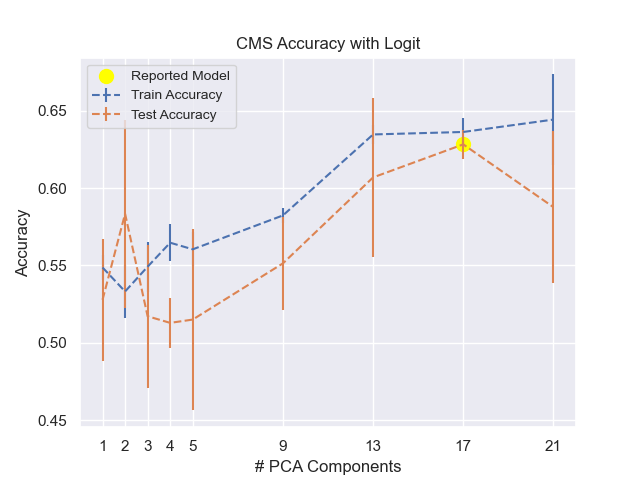 CMS Accuracy with Logit
Reported Model
Train Accuracy
Test Accuracy
Accuracy
0.65
0.60
0.55
0.50
0.45
1 2 3 4 5 9 13 17 21
# PCA Components